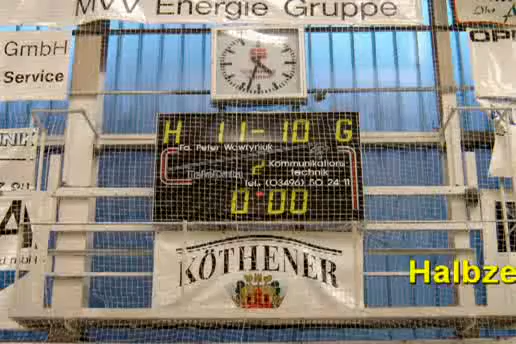 MVV Energie Gruppe
GmbH
Service
H 11-10 G
Fa. Peter Wawryniuk
2
Kommunikations
technik
Tel. (03496) 50 24 11
0:00
KÖTHENER
Halbze